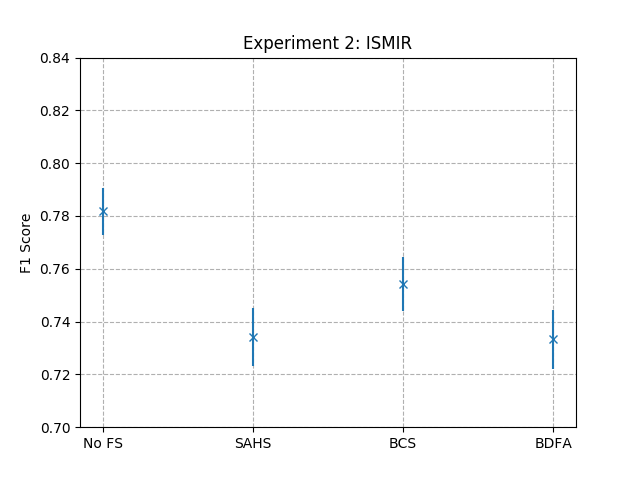 Experiment 2: ISMIR
F1 Score
0.84
0.82
0.80
0.78
0.76
0.74
0.72
0.70
No FS
SAHS
BCS
BDFA